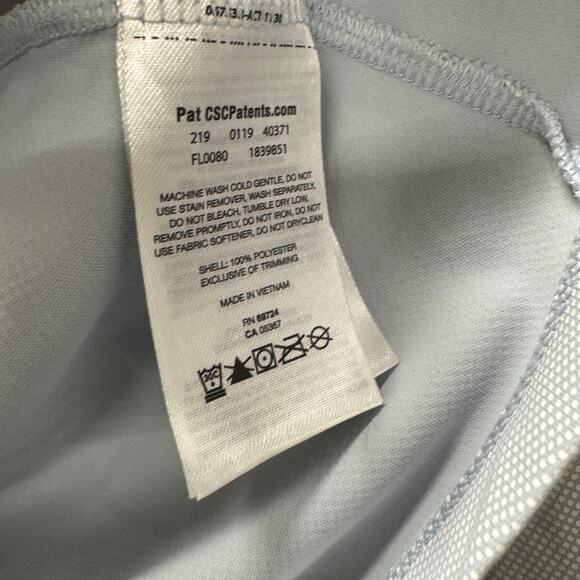 Pat CSCPatents.com
219 0119 40371
FL0080 1839851
MACHINE WASH COLD GENTLE, DO NOT
USE STAIN REMOVER, WASH SEPARATELY,
DO NOT BLEACH, TUMBLE DRY LOW,
REMOVE PROMPTLY, DO NOT IRON, DO NOT
USE FABRIC SOFTENER, DO NOT DRYCLEAN
SHELL: 100% POLYESTER
EXCLUSIVE OF TRIMMING
MADE IN VIETNAM
RN 69724
CA 05367